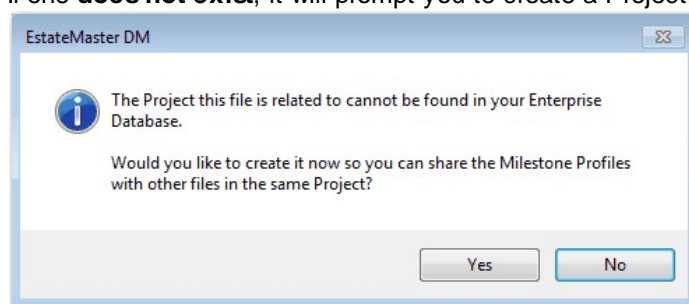 if one does not exist, it will prompt you to create a Project
EstateMaster DM
The Project this file is related to cannot be found in your Enterprise
Database.
Would you like to create it now so you can share the Milestone Profiles
with other files in the same Project?
Yes
No